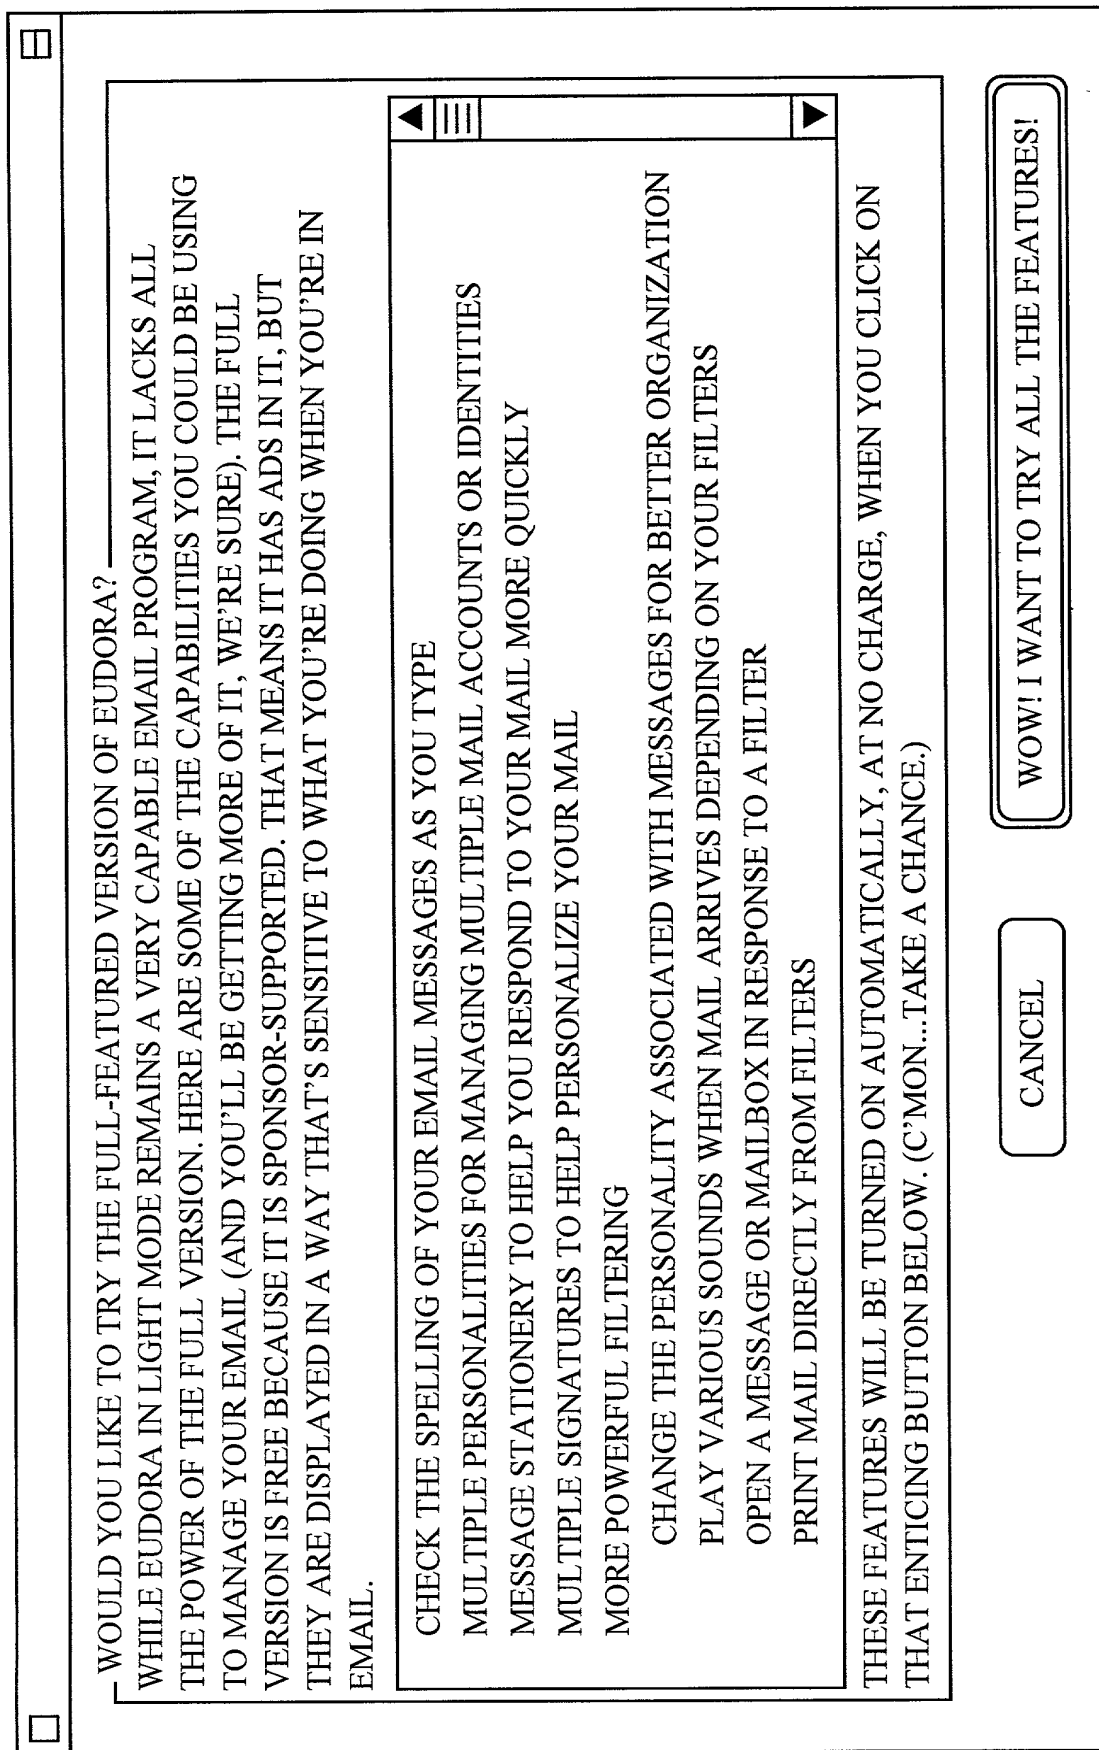 WOULD YOU LIKE TO TRY THE FULL-FEATURED VERSION OF EUDORA?
WHILE EUDORA IN LIGHT MODE REMAINS A VERY CAPABLE EMAIL PROGRAM, IT LACKS ALL
THE POWER OF THE FULL VERSION. HERE ARE SOME OF THE CAPABILITIES YOU COULD BE USING
TO MANAGE YOUR EMAIL (AND YOU'LL BE GETTING MORE OF IT, WE'RE SURE). THE FULL
VERSION IS FREE BECAUSE IT IS SPONSOR-SUPPORTED. THAT MEANS IT HAS ADS IN IT, BUT
THEY ARE DISPLAYED IN A WAY THAT'S SENSITIVE TO WHAT YOU'RE DOING WHEN YOU'RE IN
EMAIL.
CHECK THE SPELLING OF YOUR EMAIL MESSAGES AS YOU TYPE
MULTIPLE PERSONALITIES FOR MANAGING MULTIPLE MAIL ACCOUNTS OR IDENTITIES
MESSAGE STATIONERY TO HELP YOU RESPOND TO YOUR MAIL MORE QUICKLY
MULTIPLE SIGNATURES TO HELP PERSONALIZE YOUR MAIL
MORE POWERFUL FILTERING
CHANGE THE PERSONALITY ASSOCIATED WITH MESSAGES FOR BETTER ORGANIZATION
PLAY VARIOUS SOUNDS WHEN MAIL ARRIVES DEPENDING ON YOUR FILTERS
OPEN A MESSAGE OR MAILBOX IN RESPONSE TO A FILTER
PRINT MAIL DIRECTLY FROM FILTERS
THESE FEATURES WILL BE TURNED ON AUTOMATICALLY, AT NO CHARGE, WHEN YOU CLICK ON
THAT ENTICING BUTTON BELOW. (C'MON...TAKE A CHANCE.)
CANCEL
WOW! I WANT TO TRY ALL THE FEATURES!